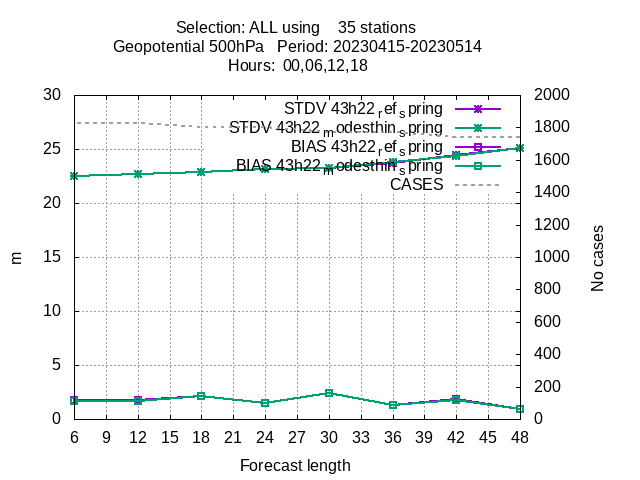 Selection: ALL using    35 stations
Geopotential 500hPa   Period: 20230415-20230514
Hours: 00,06,12,18
STDV 43h22_ref_spring
STDV 43h22_modesthin_spring
BIAS 43h22_ref_spring
BIAS 43h22_modesthin_spring
CASES
30
25
20
15
10
5
0
m
2000
1800
1600
1400
1200
1000
800
600
400
200
0
No cases
6 9 12 15 18 21 24 27 30 33 36 39 42 45 48
Forecast length